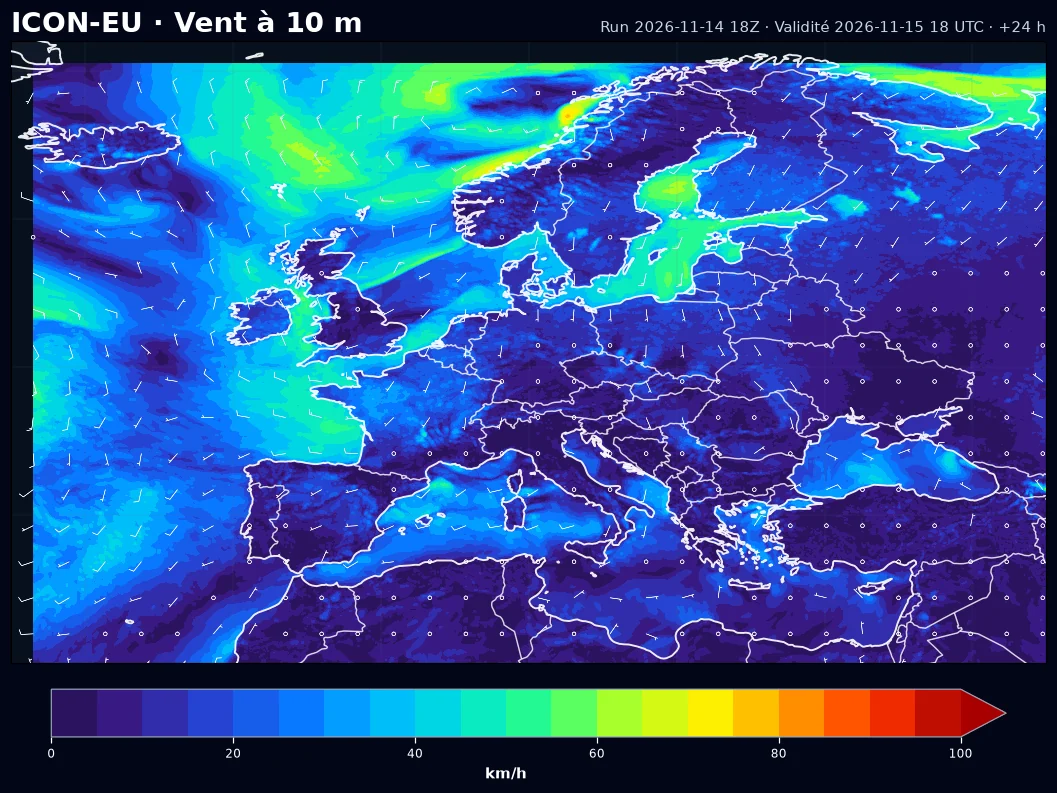 ICON-EU · Vent à 10 m
Run 2026-11-14 18Z · Validité 2026-11-15 18 UTC · +24 h
0 20 40 60 80 100
km/h